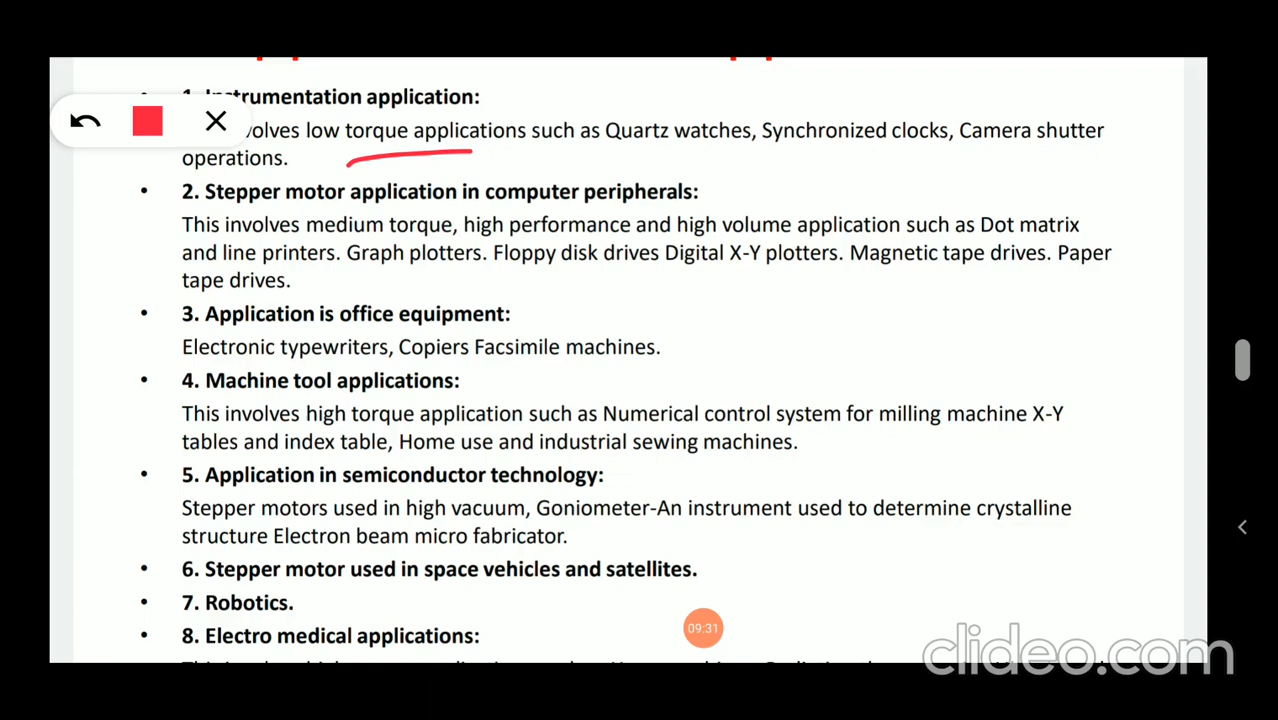 Instrumentation application:
volves low torque applications such as Quartz watches, Synchronized clocks, Camera shutter
operations.
• 2. Stepper motor application in computer peripherals:
This involves medium torque, high performance and high volume application such as Dot matrix
and line printers. Graph plotters. Floppy disk drives Digital X-Y plotters. Magnetic tape drives. Paper
tape drives.
• 3. Application is office equipment:
Electronic typewriters, Copiers Facsimile machines.
• 4. Machine tool applications:
This involves high torque application such as Numerical control system for milling machine X-Y
tables and index table, Home use and industrial sewing machines.
• 5. Application in semiconductor technology:
Stepper motors used in high vacuum, Goniometer-An instrument used to determine crystalline
structure Electron beam micro fabricator.
• 6. Stepper motor used in space vehicles and satellites.
• 7. Robotics.
• 8. Electro medical applications:
09:31
clideo.com